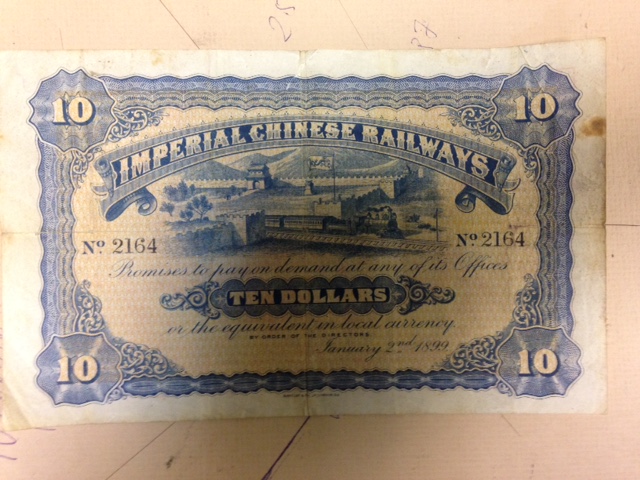 10 10
IMPERIAL CHINESE RAILWAYS
No. 2164 No. 2164
Promises to pay on demand at any of its Offices
TEN DOLLARS
or the equivalent in local currency.
BY ORDER OF THE DIRECTORS.
January 2nd 1899
10 10